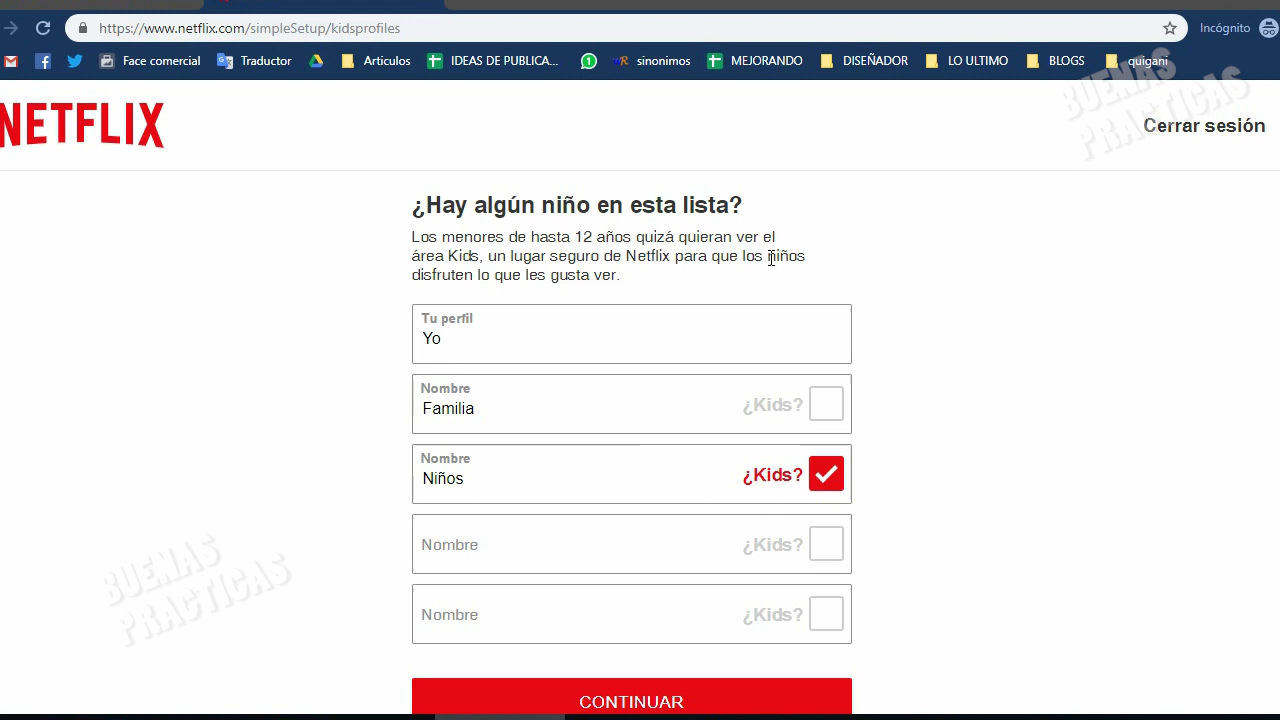 https://www.netflix.com/simpleSetup/kidsprofiles
Incógnito
Face comercial
Traductor
Articulos
IDEAS DE PUBLICA...
1
sinonimos
MEJORANDO
DISEÑADOR
LO ULTIMO
BLOGS
quigani
BUENAS
PRACTICAS
NETFLIX
Cerrar sesión
¿Hay algún niño en esta lista?
Los menores de hasta 12 años quizá quieran ver el
área Kids, un lugar seguro de Netflix para que los niños
disfruten lo que les gusta ver.
Tu perfil
Yo
Nombre
Familia
¿Kids?
Nombre
Niños
¿Kids?
Nombre
¿Kids?
Nombre
¿Kids?
BUENAS
PRACTICAS
CONTINUAR